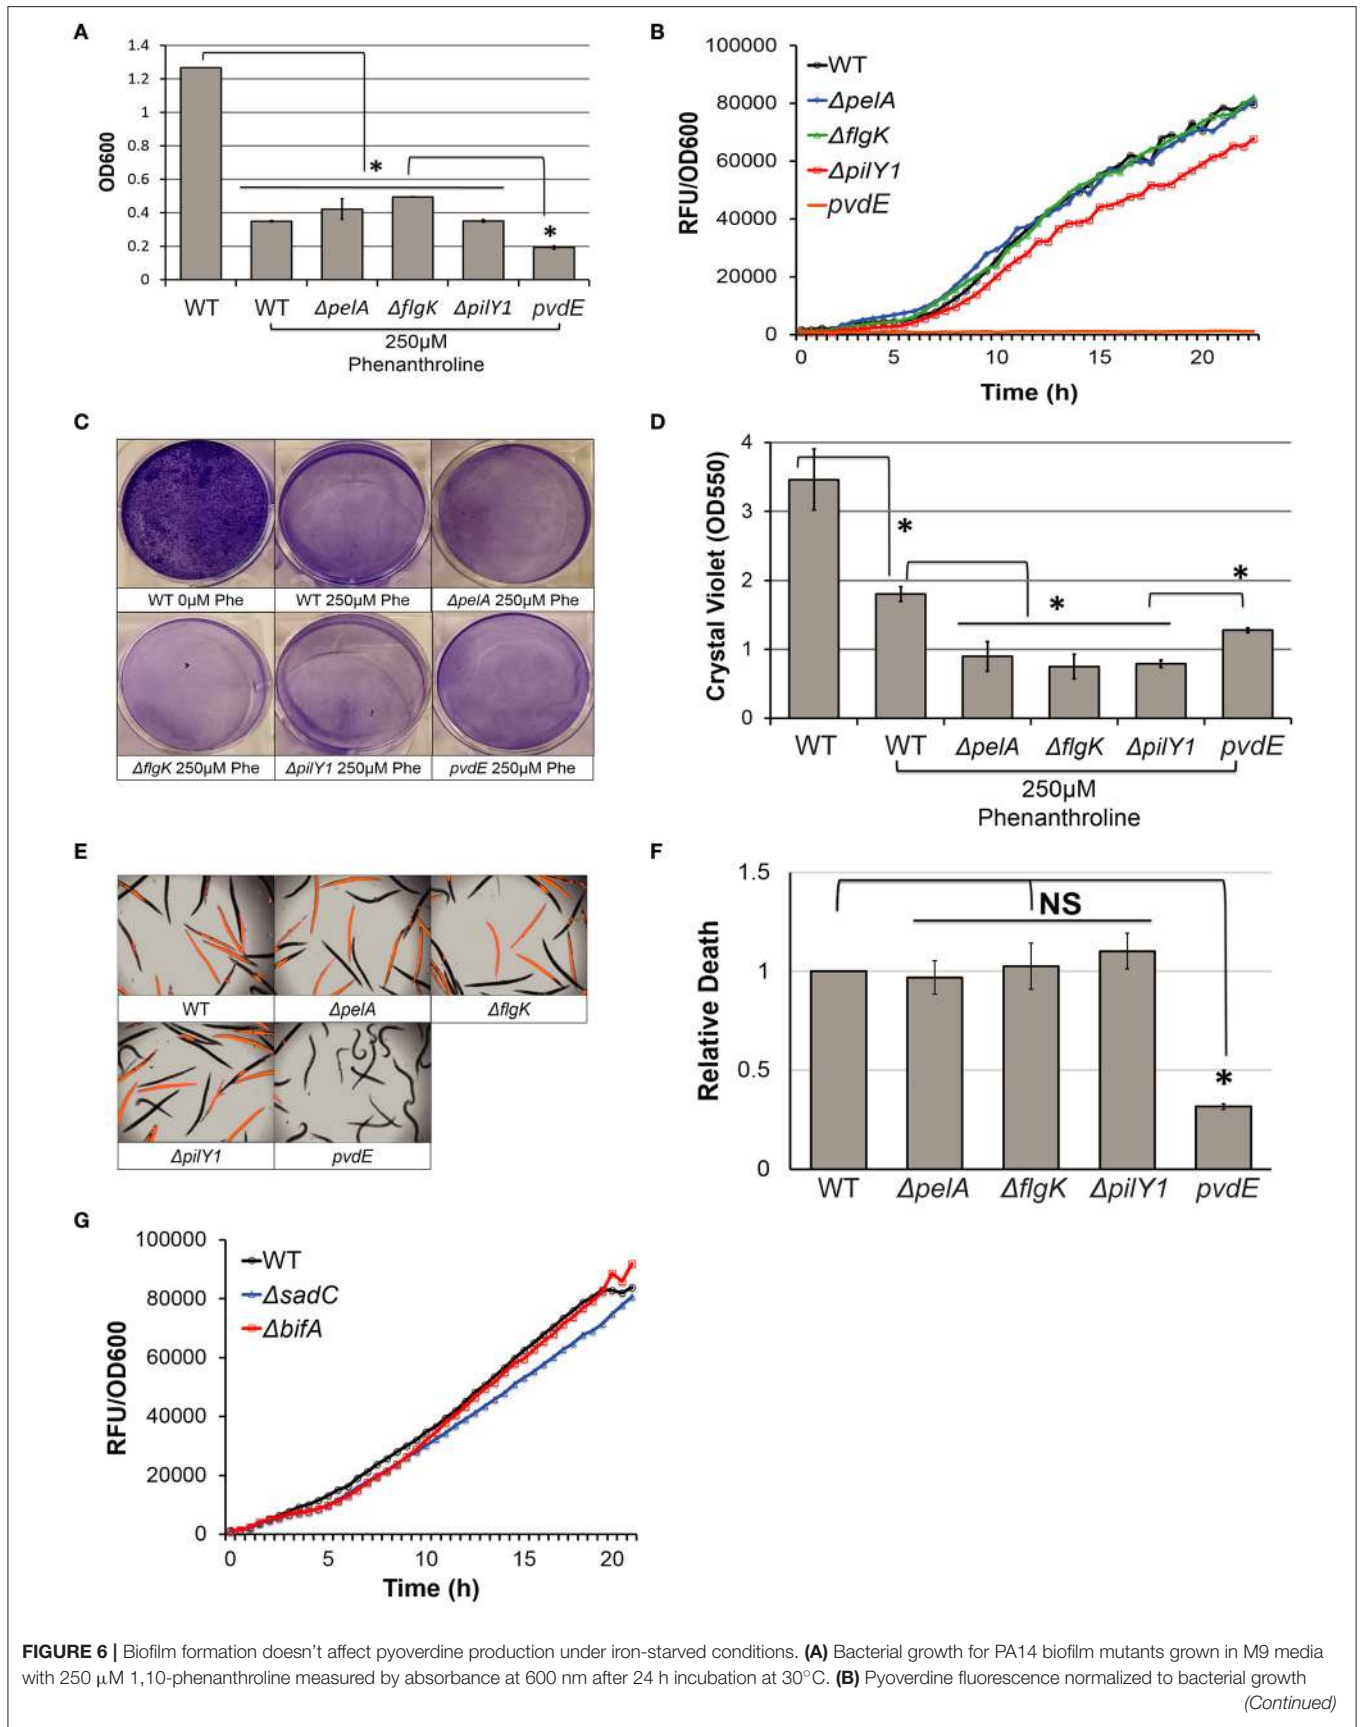 A
1.4
1.2
1
0.8
0.6
0.4
0.2
0
OD600
*
*
WT WT ΔpelA ΔflgK ΔpilY1 pvdE
250μM
Phenanthroline
B
100000
80000
60000
40000
20000
0
RFU/OD600
WT
ΔpelA
ΔflgK
ΔpilY1
pvdE
0 5 10 15 20
Time (h)
C
WT 0μM Phe WT 250μM Phe ΔpelA 250μM Phe
ΔflgK 250μM Phe ΔpilY1 250μM Phe pvdE 250μM Phe
D
4
3
2
1
0
Crystal Violet (OD550)
*
*
*
WT WT ΔpelA ΔflgK ΔpilY1 pvdE
250μM
Phenanthroline
E
WT ΔpelA ΔflgK
ΔpilY1 pvdE
F
1.5
1
0.5
0
Relative Death
NS
*
WT ΔpelA ΔflgK ΔpilY1 pvdE
G
100000
80000
60000
40000
20000
0
RFU/OD600
WT
ΔsadC
ΔbifA
0 5 10 15 20
Time (h)
FIGURE 6 | Biofilm formation doesn't affect pyoverdine production under iron-starved conditions. (A) Bacterial growth for PA14 biofilm mutants grown in M9 media
with 250 μM 1,10-phenanthroline measured by absorbance at 600 nm after 24 h incubation at 30°C. (B) Pyoverdine fluorescence normalized to bacterial growth
(Continued)